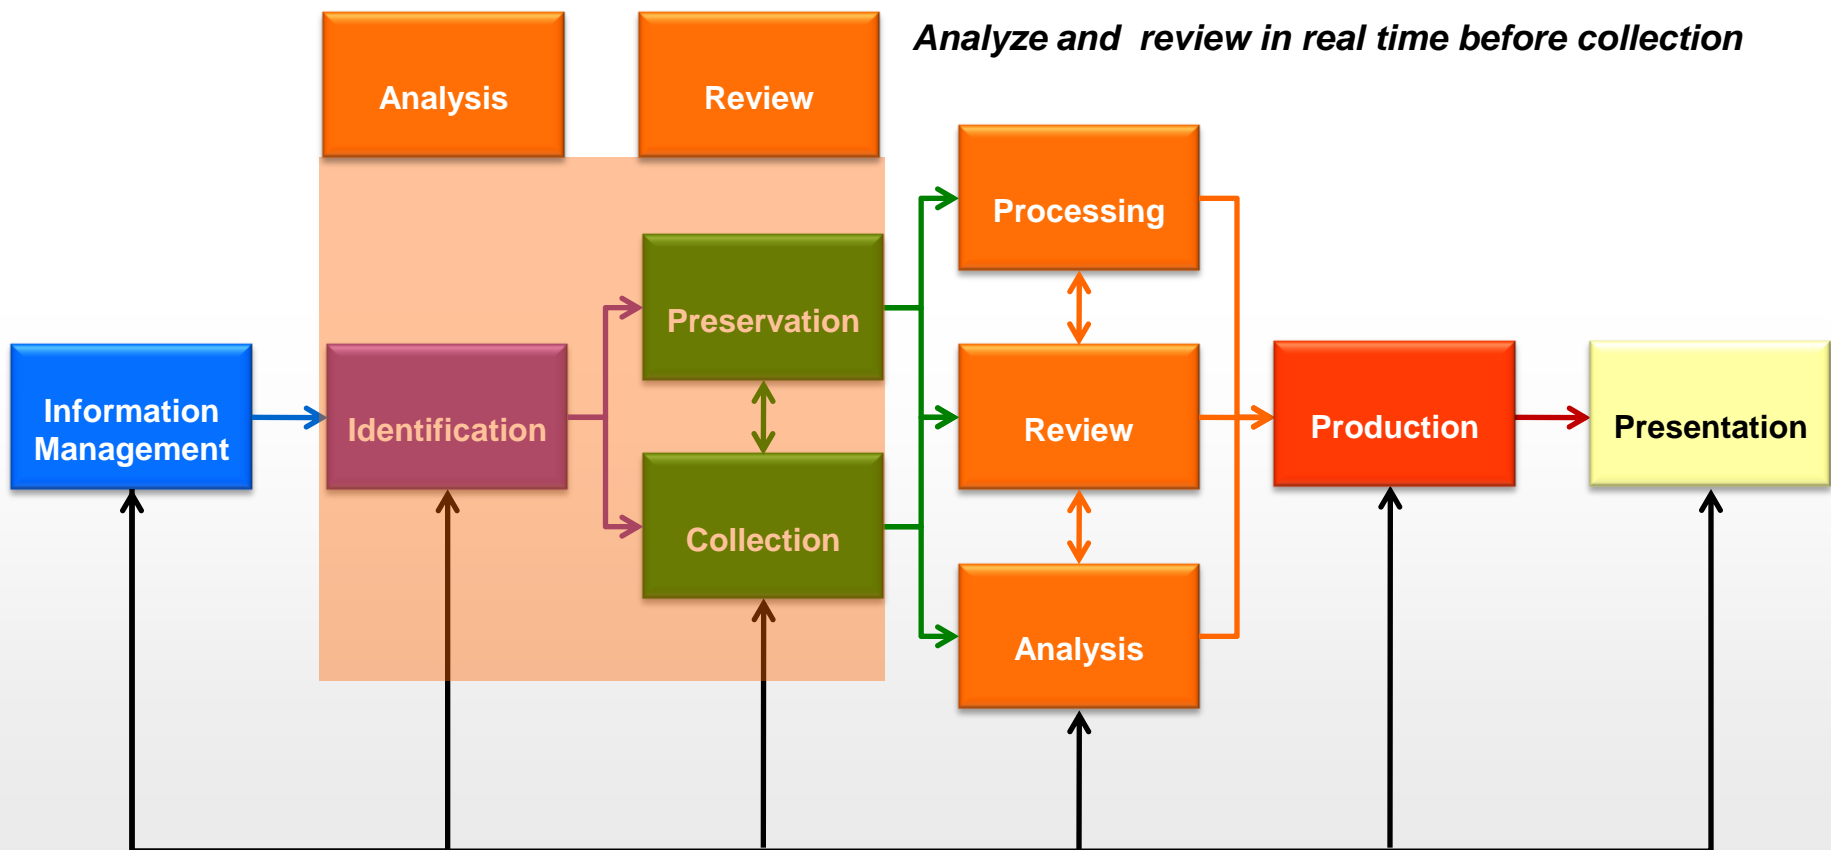 Analyze and  review in real time before collection
Analysis
Review
Processing
Preservation
Information
Management
Identification
Review
Production
Presentation
Collection
Analysis